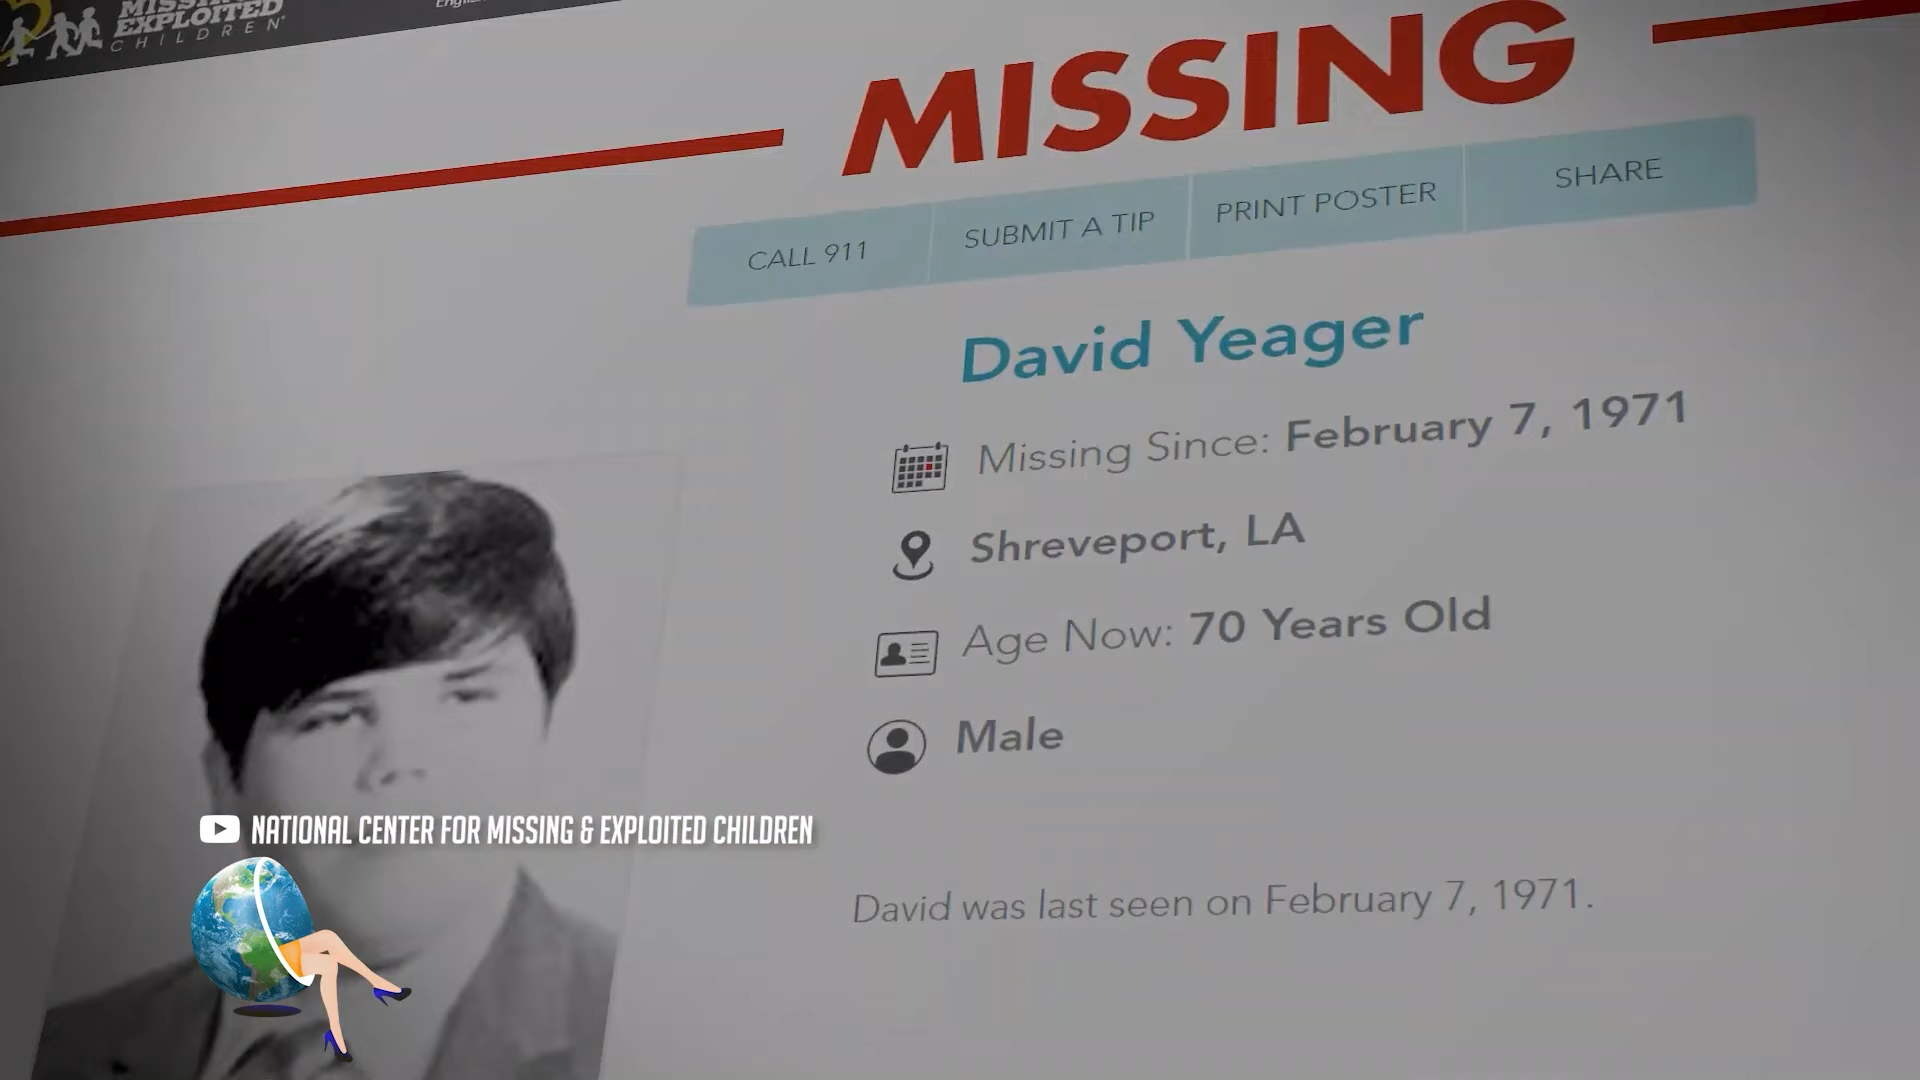 MISSING
EXPLOITED
CHILDREN
MISSING
CALL 911
SUBMIT A TIP
PRINT POSTER
SHARE
David Yeager
Missing Since: February 7, 1971
Shreveport, LA
Age Now: 70 Years Old
Male
NATIONAL CENTER FOR MISSING & EXPLOITED CHILDREN
David was last seen on February 7, 1971.